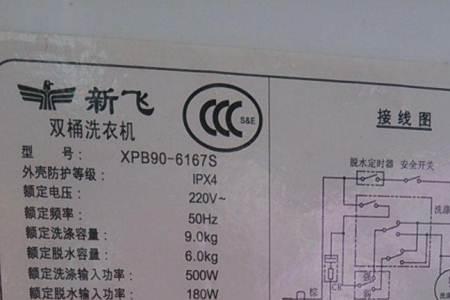 新飞
CCC S&E
双桶洗衣机
型 号: XPB90-6167S
外壳防护等级: IPX4
额定电压: 220V~
额定频率: 50Hz
额定洗涤容量: 9.0kg
额定脱水容量: 6.0kg
额定洗涤输入功率: 500W
额定脱水输入功率: 180W
接线图
脱水定时器 安全开关
洗涤
棕